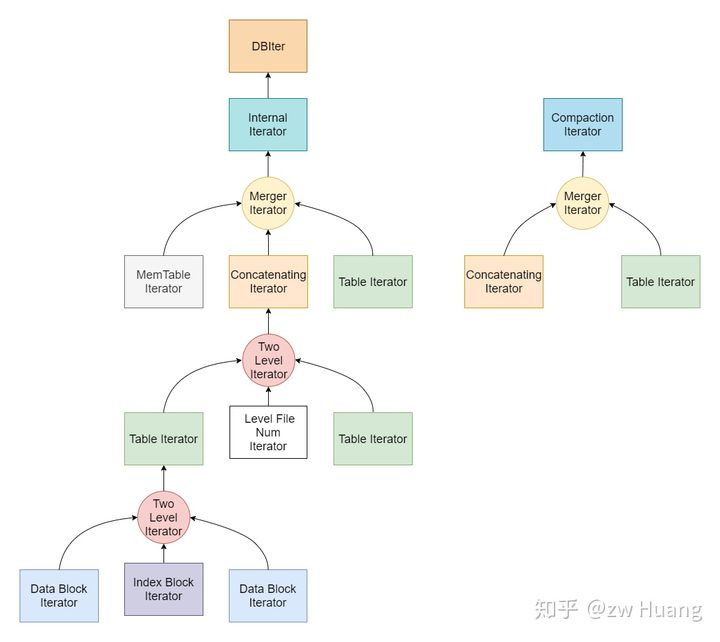 DBIter
Internal
Iterator
Compaction
Iterator
Merger
Iterator
Merger
Iterator
MemTable
Iterator
Concatenating
Iterator
Table Iterator
Concatenating
Iterator
Table Iterator
Two
Level
Iterator
Table Iterator
Level File
Num
Iterator
Table Iterator
Two
Level
Iterator
Data Block
Iterator
Index Block
Iterator
Data Block
Iterator
知乎 @zw Huang